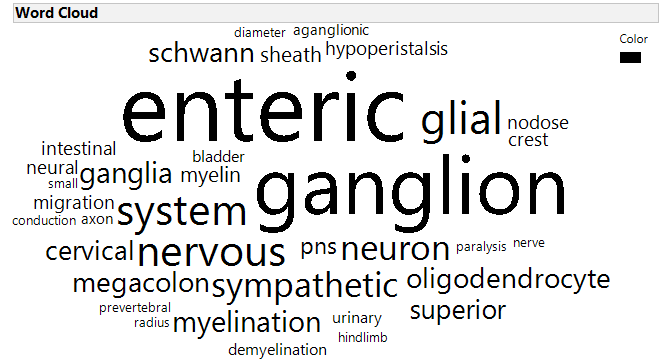 Word Cloud
diameter aganglionic
Color
schwann sheath hypoperistalsis
enteric glial nodose
crest
intestinal bladder
neural ganglia myelin ganglion
small
migration system
conduction axon
cervical nervous pns neuron paralysis nerve
megacolon sympathetic oligodendrocyte
prevertebral superior
radius myelination urinary
hindlimb
demyelination